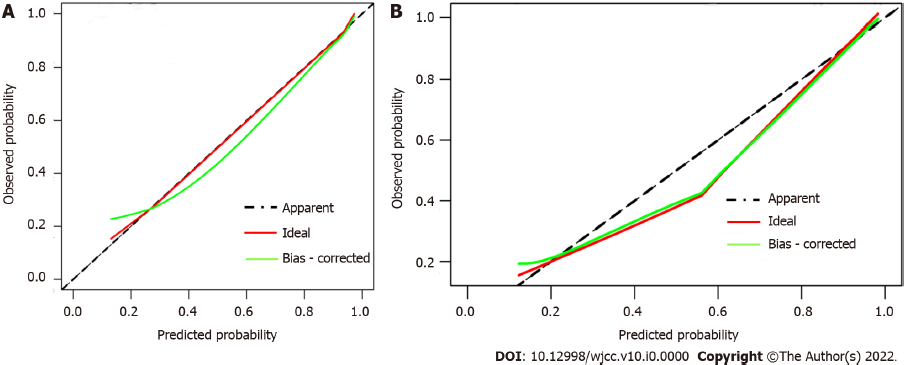 A
1.0
0.8
0.6
0.4
0.2
0.0
Observed probability
Apparent
Ideal
Bias - corrected
0.0 0.2 0.4 0.6 0.8 1.0
Predicted probability
B
1.0
0.8
0.6
0.4
0.2
Observed probability
Apparent
Ideal
Bias - corrected
0.0 0.2 0.4 0.6 0.8 1.0
Predicted probability
DOI: 10.12998/wjcc.v10.i0.0000 Copyright ©The Author(s) 2022.